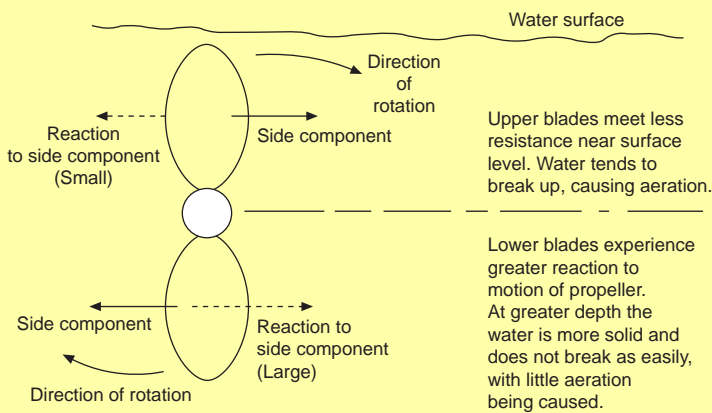 Water surface
Direction
of
rotation
Reaction
to side component
(Small)
Side component
Upper blades meet less
resistance near surface
level. Water tends to
break up, causing aeration.
Lower blades experience
greater reaction to
motion of propeller.
At greater depth the
water is more solid and
does not break as easily,
with little aeration
being caused.
Side component
Reaction to
side component
(Large)
Direction of rotation